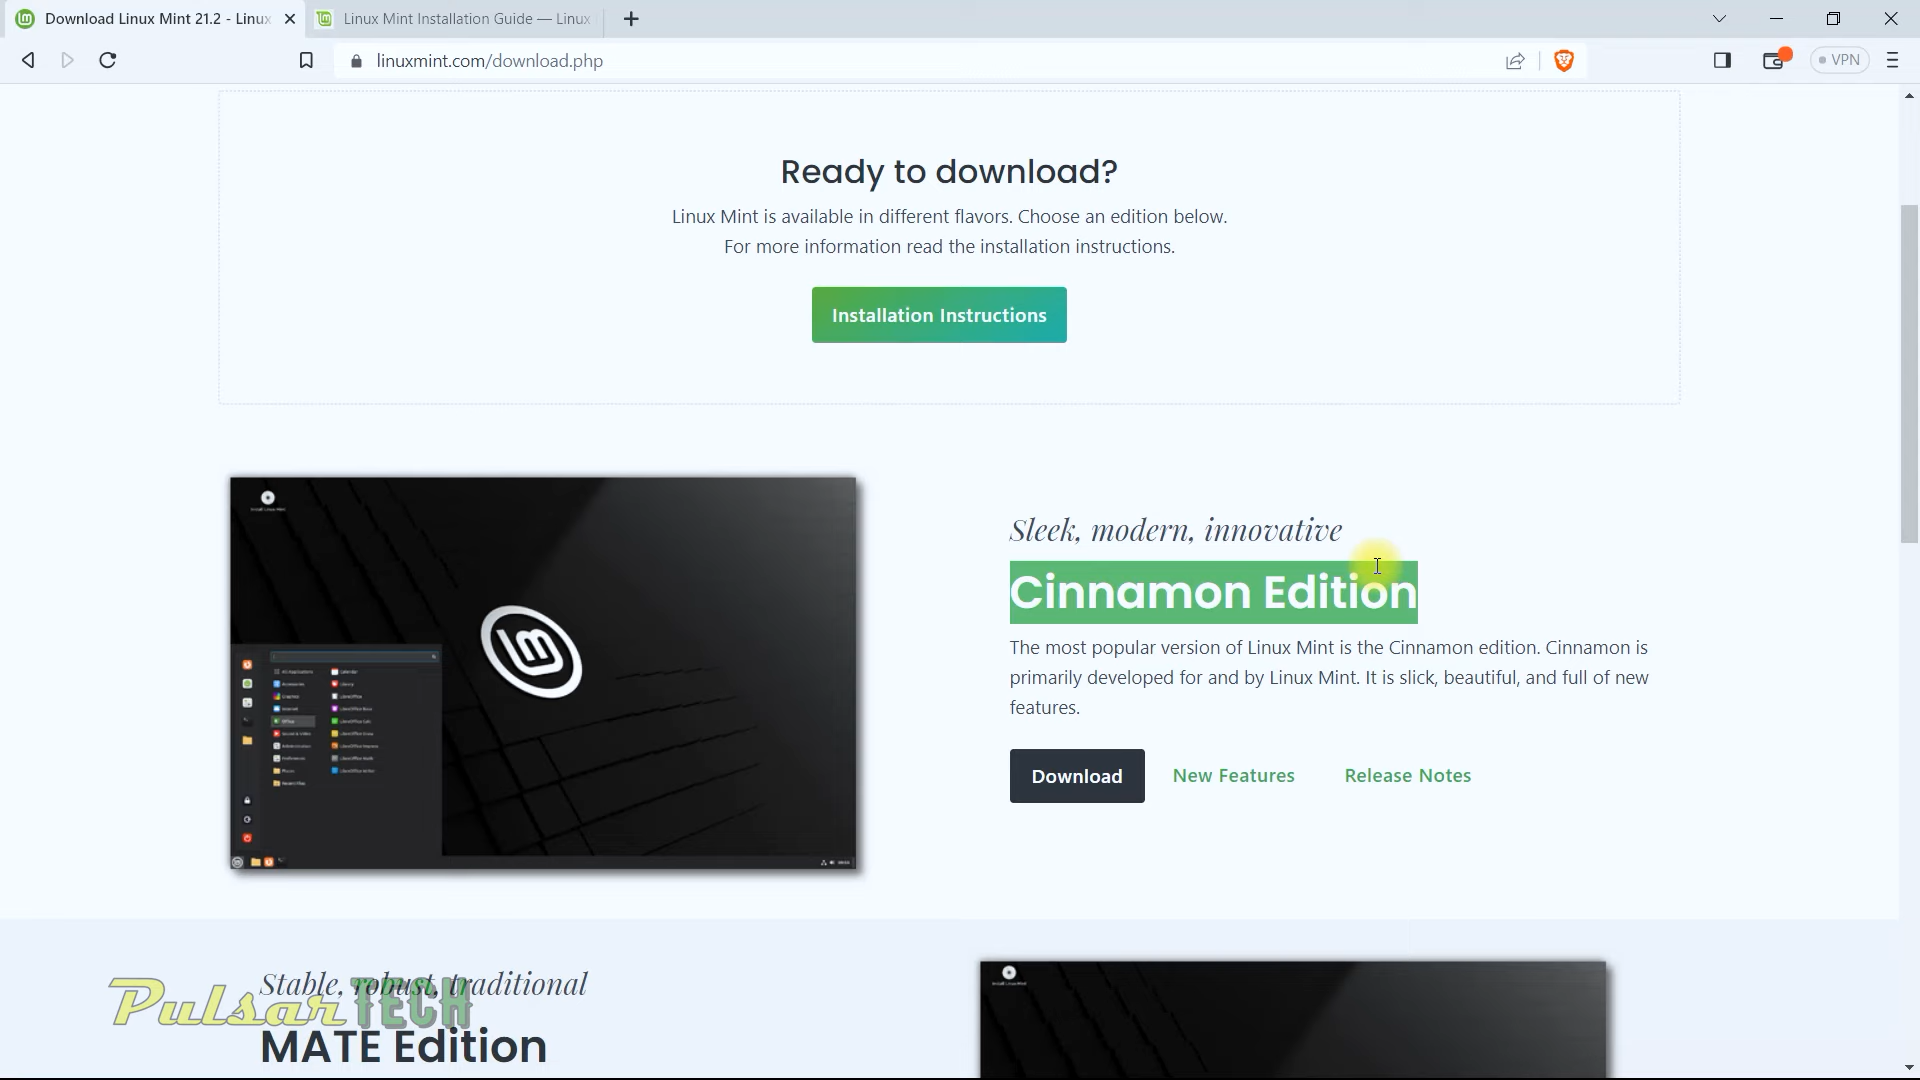 Download Linux Mint 21.2 - Linux
Linux Mint Installation Guide — Linux
linuxmint.com/download.php
VPN
Ready to download?
Linux Mint is available in different flavors. Choose an edition below.
For more information read the installation instructions.
Installation Instructions
Sleek, modern, innovative
Cinnamon Edition
The most popular version of Linux Mint is the Cinnamon edition. Cinnamon is
primarily developed for and by Linux Mint. It is slick, beautiful, and full of new
features.
Download
New Features
Release Notes
Stable, robust, traditional
PulsarTECH
MATE Edition